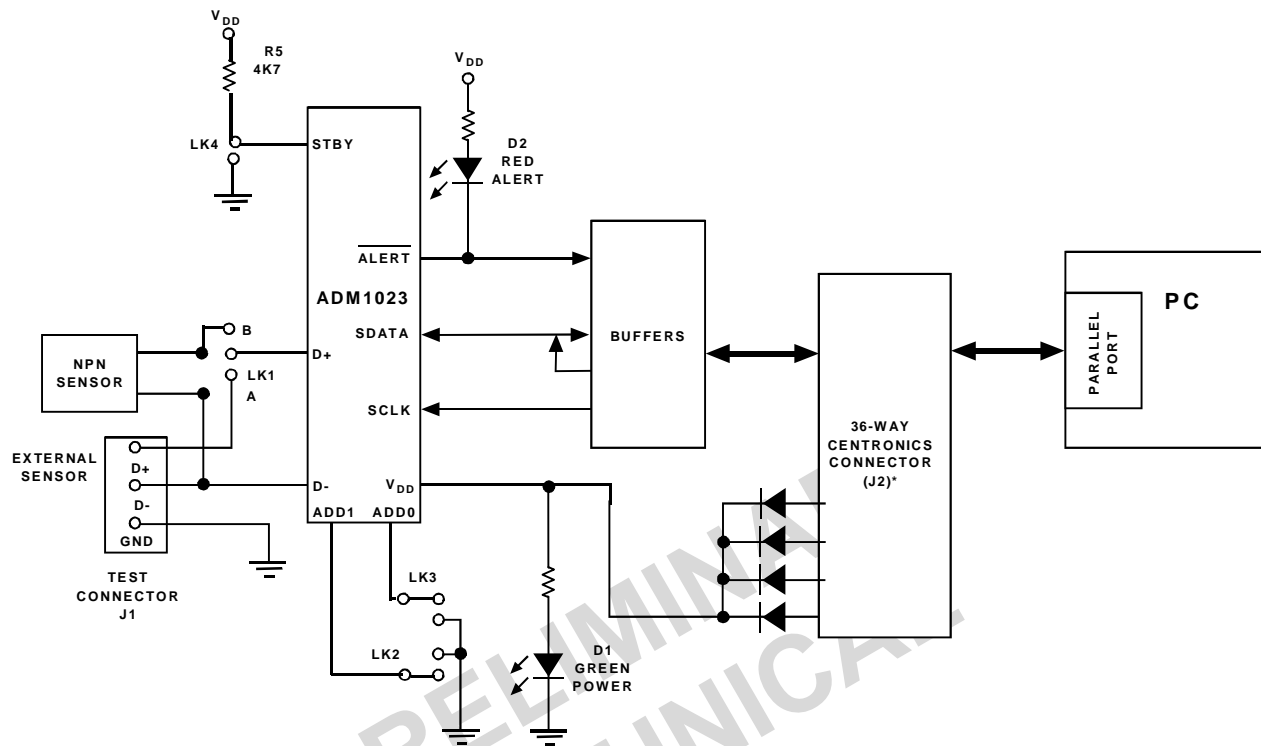 VDD
R5
4K7
LK4
STBY
VDD
D2
RED
ALERT
ALERT
ADM1023
SDATA
SCLK
BUFFERS
PC
PARALLEL
PORT
36-WAY
CENTRONICS
CONNECTOR
(J2)*
B
NPN
SENSOR
D+
LK1
A
EXTERNAL
SENSOR
D+
D-
GND
TEST
CONNECTOR
J1
D-
VDD
ADD1
ADD0
LK3
LK2
D1
GREEN
POWER